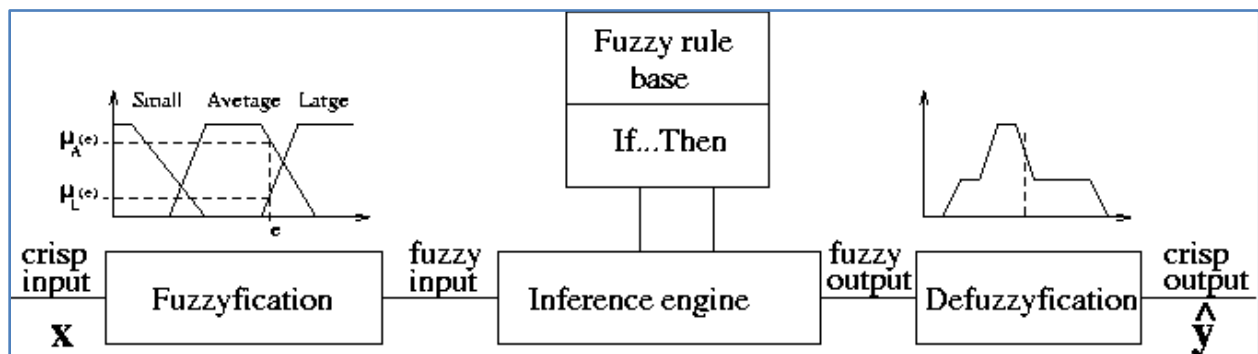 Fuzzy rule
base
If...Then
Small Avetage Latge
μA(e)
μL(e)
e
crisp
input
fuzzy
input
fuzzy
output
crisp
output
Fuzzyfication
Inference engine
Defuzzyfication
x
ŷ